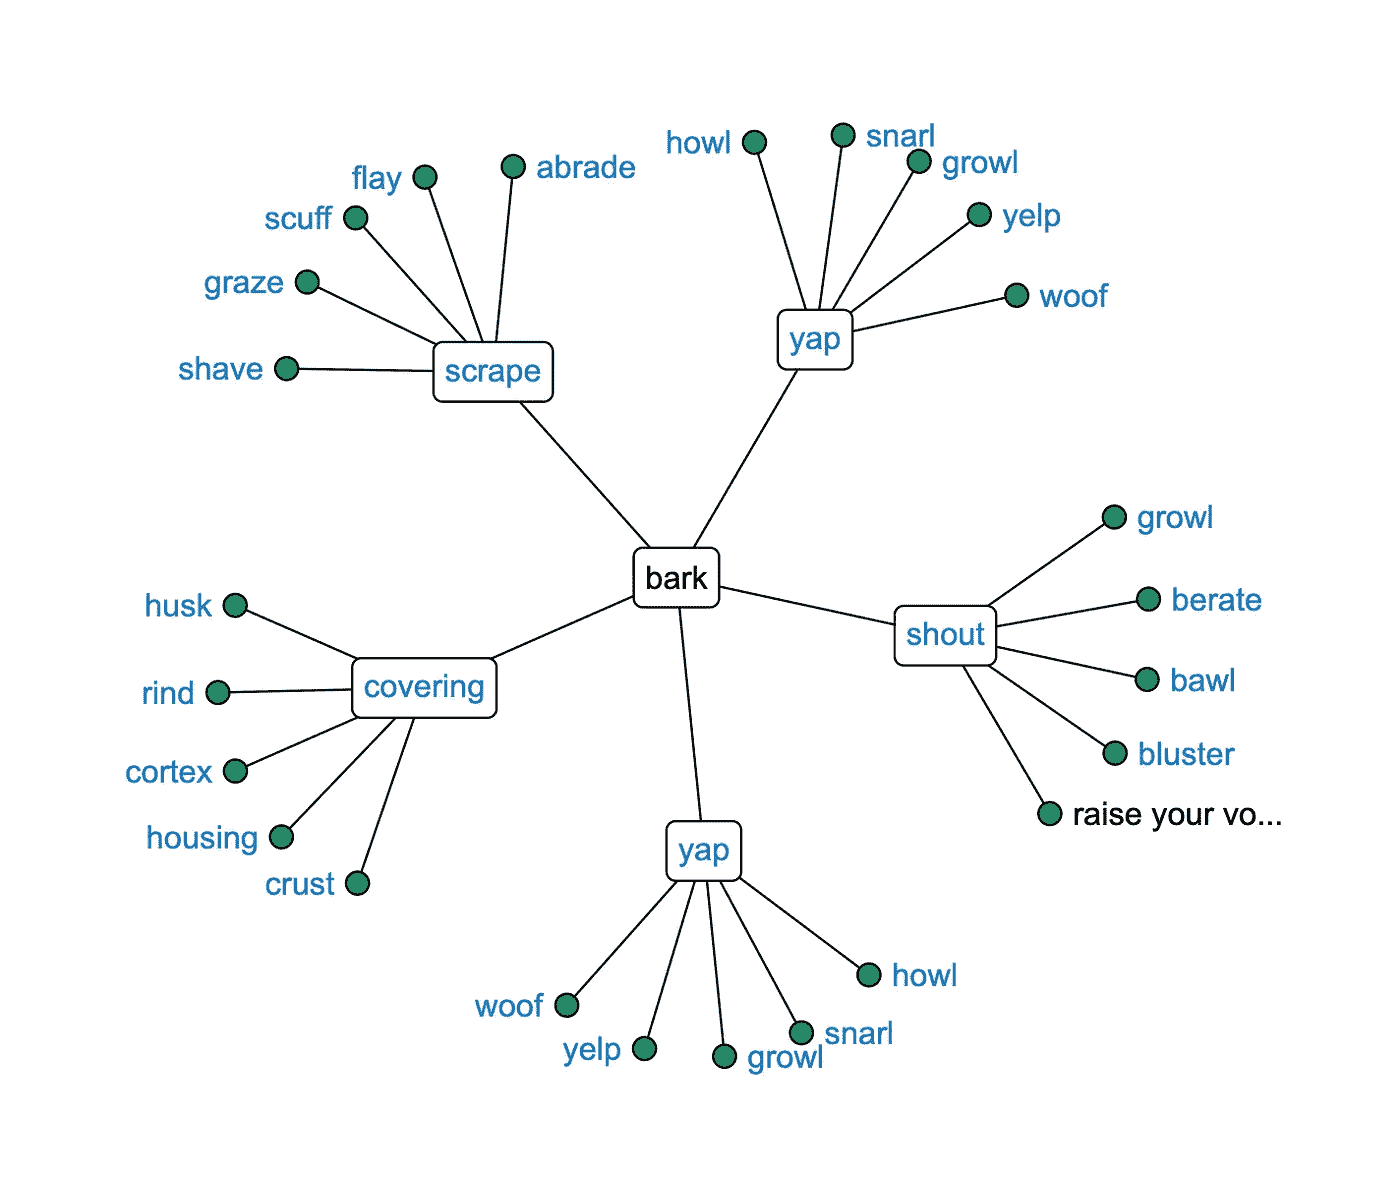 howl
snarl
growl
yelp
woof
yap
abrade
flay
scuff
graze
shave
scrape
bark
growl
berate
bawl
bluster
raise your vo...
shout
husk
rind
cortex
housing
crust
covering
yap
woof
yelp
growl
snarl
howl